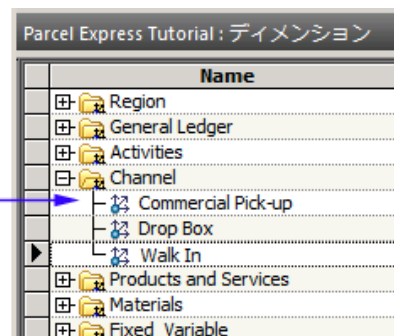 Parcel Express Tutorial : ディメンション
Name
Region
General Ledger
Activities
Channel
Commercial Pick-up
Drop Box
Walk In
Products and Services
Materials
Fixed_Variable